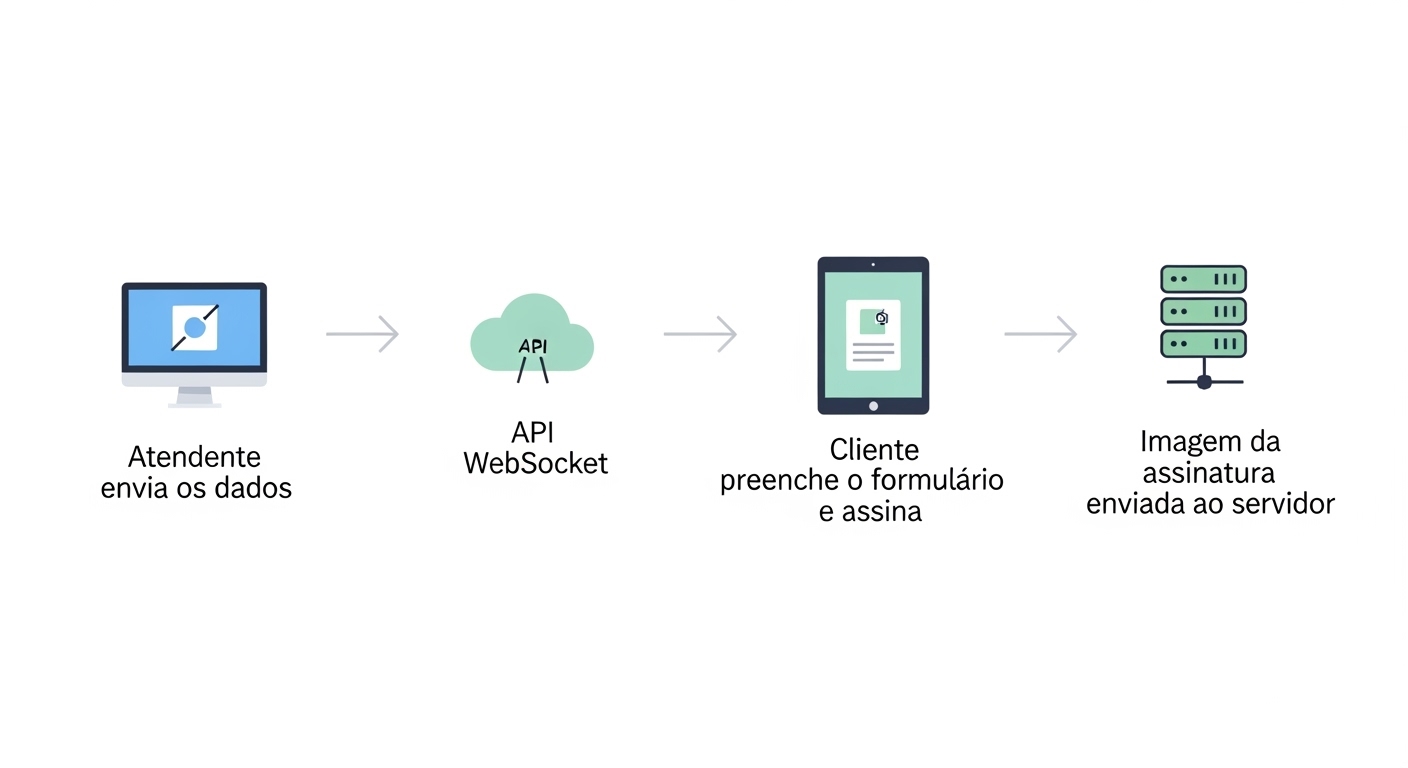 API
Atendente
envia os dados
API
WebSocket
Cliente
preenche o formulário
e assina
Imagem da
assinatura
enviada ao servidor